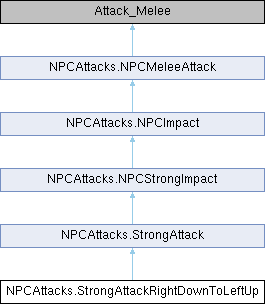 Attack_Melee
NPCAttacks.NPCMeleeAttack
NPCAttacks.NPCImpact
NPCAttacks.NPCStrongImpact
NPCAttacks.StrongAttack
NPCAttacks.StrongAttackRightDownToLeftUp